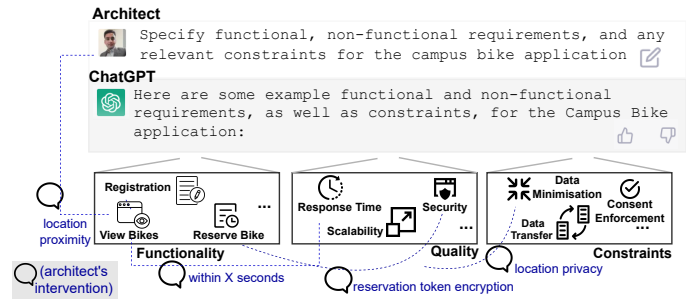 Architect
Specify functional, non-functional requirements, and any
relevant constraints for the campus bike application
ChatGPT
Here are some example functional and non-functional
requirements, as well as constraints, for the Campus Bike
application:
Registration
View Bikes
Reserve Bike
...
Functionality
Response Time
Scalability
Security
...
Quality
Data
Minimisation
Data
Transfer
Consent
Enforcement
...
Constraints
location
proximity
(architect's
intervention)
within X seconds
reservation token encryption
location privacy